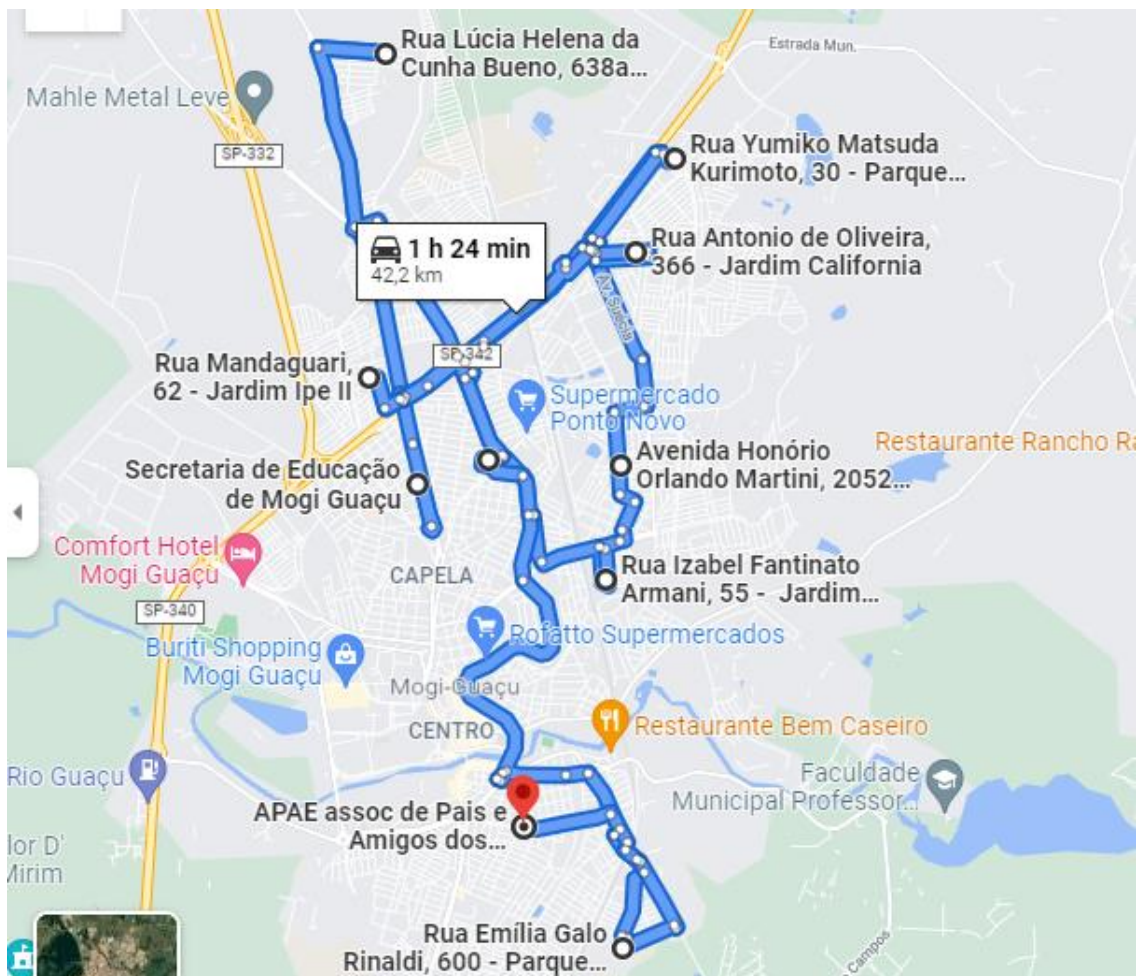 Rua Lúcia Helena da
Cunha Bueno, 638a...
Estrada Mun.
Mahle Metal Leve
SP-332
Rua Yumiko Matsuda
Kurimoto, 30 - Parque...
1 h 24 min
42,2 km
Rua Antonio de Oliveira,
366 - Jardim California
Av. Suécia
SP-342
Rua Mandaguari,
62 - Jardim Ipe II
Supermercado
Ponto Novo
Restaurante Rancho Ra
Avenida Honório
Orlando Martini, 2052...
Secretaria de Educação
de Mogi Guaçu
Comfort Hotel
Mogi Guaçu
CAPELA
Rua Izabel Fantinato
Armani, 55 - Jardim...
SP-340
Rofatto Supermercados
Buriti Shopping
Mogi Guaçu
Mogi-Guaçu
CENTRO
Restaurante Bem Caseiro
Rio Guaçu
Faculdade
Municipal Professor...
APAE assoc de Pais e
Amigos dos...
lor D'
Mirim
Rua Emília Galo
Rinaldi, 600 - Parque...
Campos